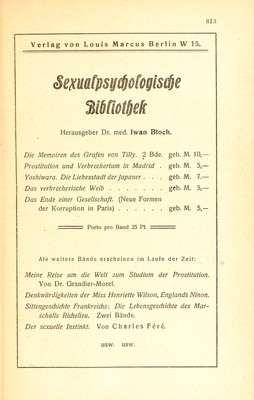 813
Verlag von Louis Marcus Berlin W 15.
Sexualpsychologische
Bibliothek
Herausgeber Dr. med. Iwan Bloch.
Die Memoiren des Grafen von Tilly. 2 Bde. geb. M. 10,—
Prostitution und Verbrechertum in Madrid . geb. M. 5,—
Yoshiwara. Die Liebesstadt der Japaner . . . geb. M. 7.—
Das verbrecherische Weib . . . . . . . geb. M. 5,—
Das Ende einer Gesellschaft. (Neue Formen
der Korruption in Paris) . . . . . . geb. M. 5,—
Porto pro Band 25 Pf.
Als weitere Bände erscheinen im Laufe der Zeit:
Meine Reise um die Welt zum Studium der Prostitution.
Von Dr. Grandier-Morel.
Denkwürdigkeiten der Miss Henriette Wilson, Englands Ninon.
Sittengeschichte Frankreichs: Die Lebensgeschichte des Mar-
schalls Richelieu. Zwei Bände.
Der sexuelle Instinkt. Von Charles Féré.
usw. usw.